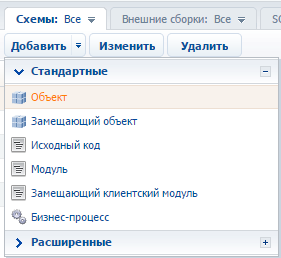 Схемы: Все Внешние сборки: Все
Добавить Изменить Удалить
Стандартные
Объект
Замещающий объект
Исходный код
Модуль
Замещающий клиентский модуль
Бизнес-процесс
Расширенные